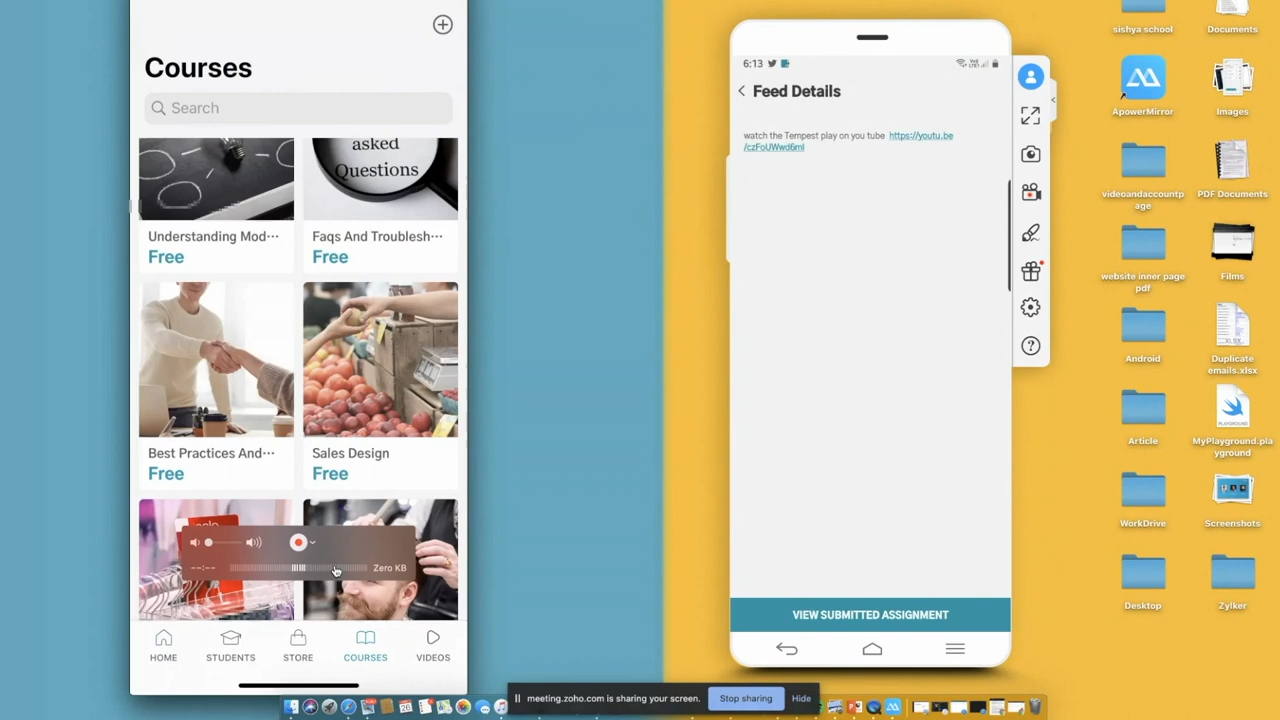 Courses
Search
asked
Questions
Understanding Mod···
Free
Faqs And Troublesh···
Free
Best Practices And···
Free
Sales Design
Free
--:--
Zero KB
HOME
STUDENTS
STORE
COURSES
VIDEOS
6:13
Feed Details
watch the Tempest play on you tube https://youtu.be
/czFoUWwd6mI
VIEW SUBMITTED ASSIGNMENT
meeting.zoho.com is sharing your screen.
Stop sharing
Hide
sishya school
Documents
ApowerMirror
Images
videoandaccountp
age
PDF Documents
website inner page
pdf
Films
Android
XLSX
Duplicate
emails.xlsx
Article
PLAYGROUND
MyPlayground.pla
yground
WorkDrive
Screenshots
Desktop
Zylker